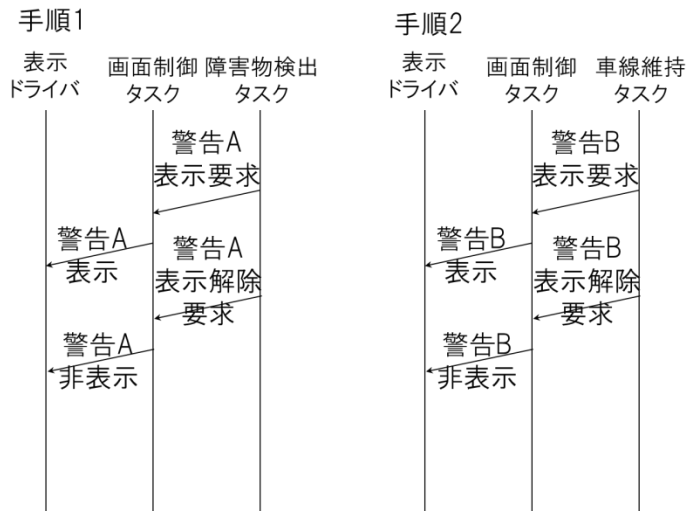 手順1
表示
ドライバ
画面制御
タスク
障害物検出
タスク
警告A
表示要求
警告A
表示
警告A
表示解除
要求
警告A
非表示
手順2
表示
ドライバ
画面制御
タスク
車線維持
タスク
警告B
表示要求
警告B
表示
警告B
表示解除
要求
警告B
非表示